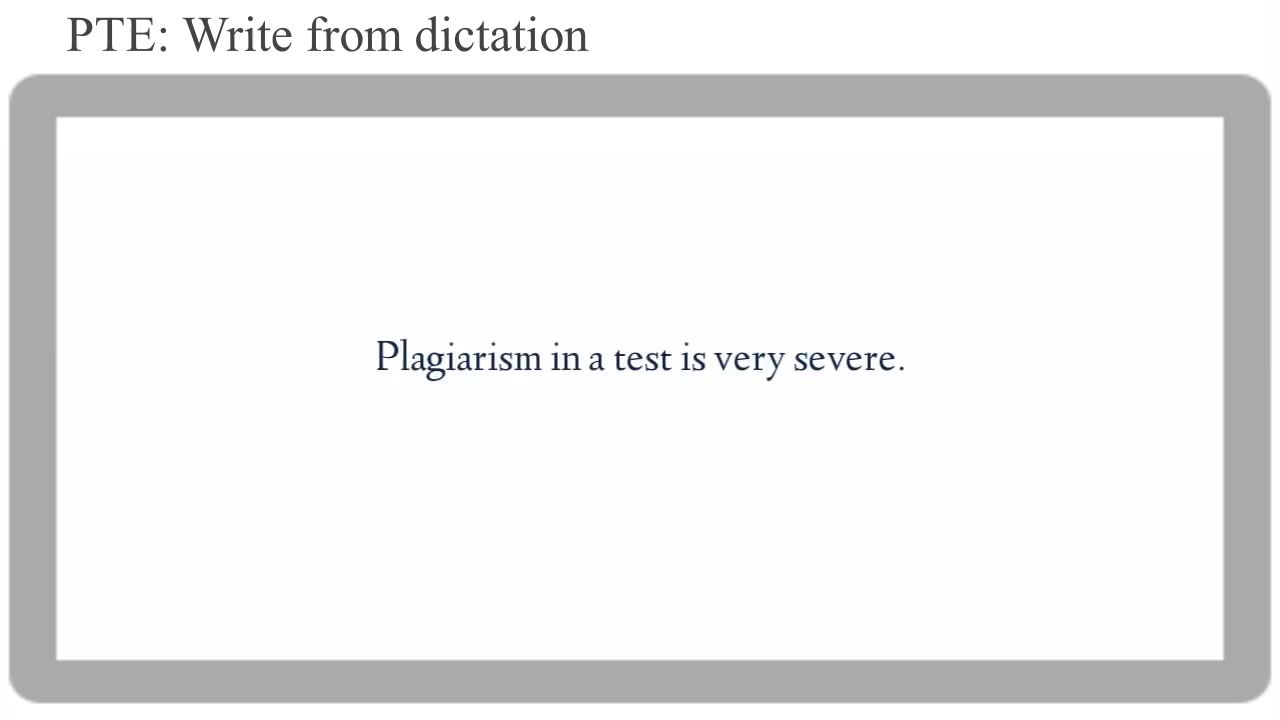 PTE: Write from dictation
Plagiarism in a test is very severe.